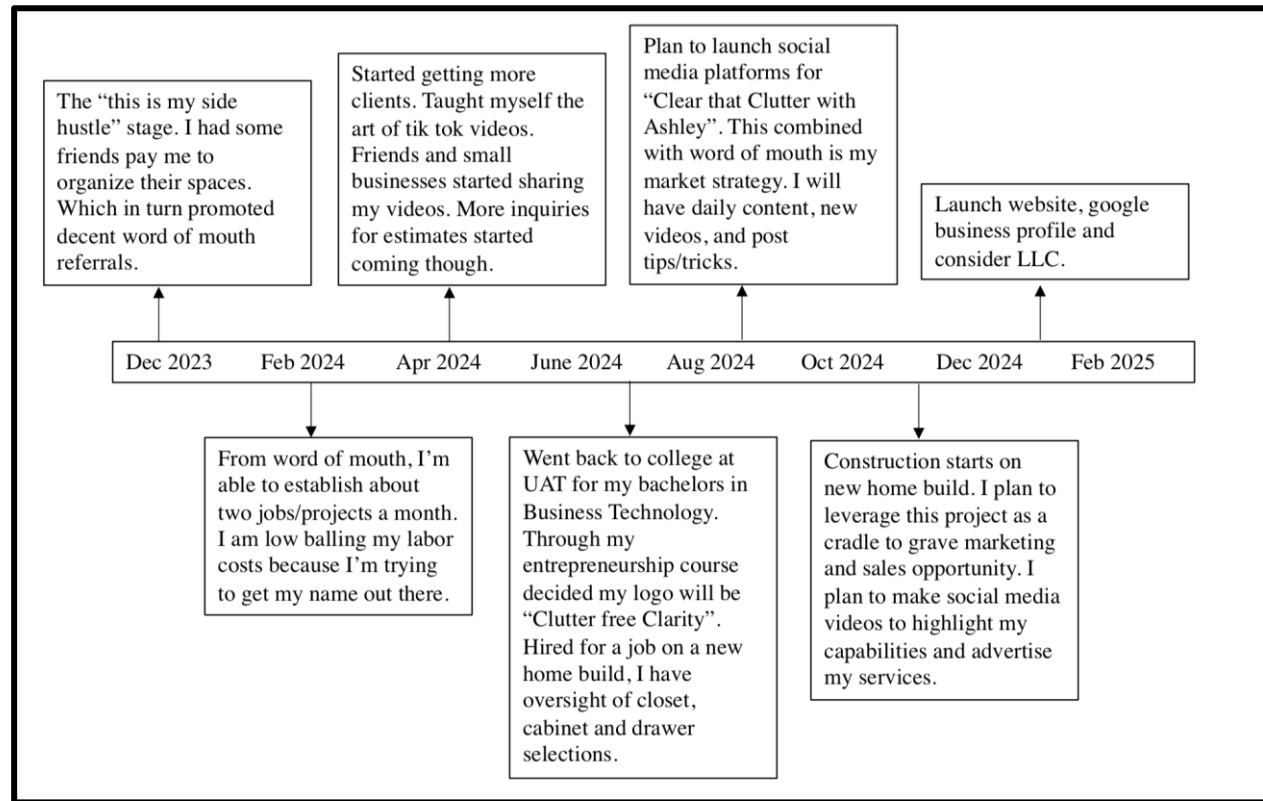 The “this is my side
hustle” stage. I had some
friends pay me to
organize their spaces.
Which in turn promoted
decent word of mouth
referrals.
Started getting more
clients. Taught myself the
art of tik tok videos.
Friends and small
businesses started sharing
my videos. More inquiries
for estimates started
coming though.
Plan to launch social
media platforms for
“Clear that Clutter with
Ashley”. This combined
with word of mouth is my
market strategy. I will
have daily content, new
videos, and post
tips/tricks.
Launch website, google
business profile and
consider LLC.
Dec 2023 Feb 2024 Apr 2024 June 2024 Aug 2024 Oct 2024 Dec 2024 Feb 2025
From word of mouth, I’m
able to establish about
two jobs/projects a month.
I am low balling my labor
costs because I’m trying
to get my name out there.
Went back to college at
UAT for my bachelors in
Business Technology.
Through my
entrepreneurship course
decided my logo will be
“Clutter free Clarity”.
Hired for a job on a new
home build, I have
oversight of closet,
cabinet and drawer
selections.
Construction starts on
new home build. I plan to
leverage this project as a
cradle to grave marketing
and sales opportunity. I
plan to make social media
videos to highlight my
capabilities and advertise
my services.